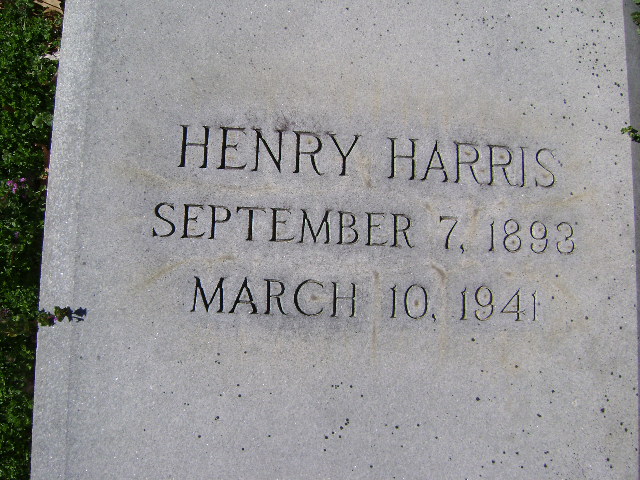 HENRY HARRIS
SEPTEMBER 7, 1893
MARCH 10, 1941